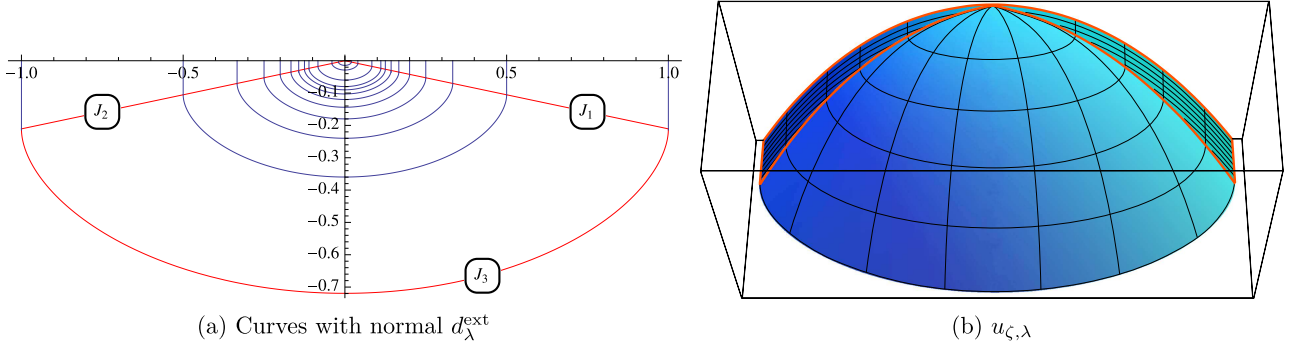 −1.0
−0.5
0.5
1.0
−0.1
−0.2
−0.3
−0.4
−0.5
−0.6
−0.7
J₂
J₁
J₃
(a) Curves with normal d_λ^ext
(b) u_ζ,λ